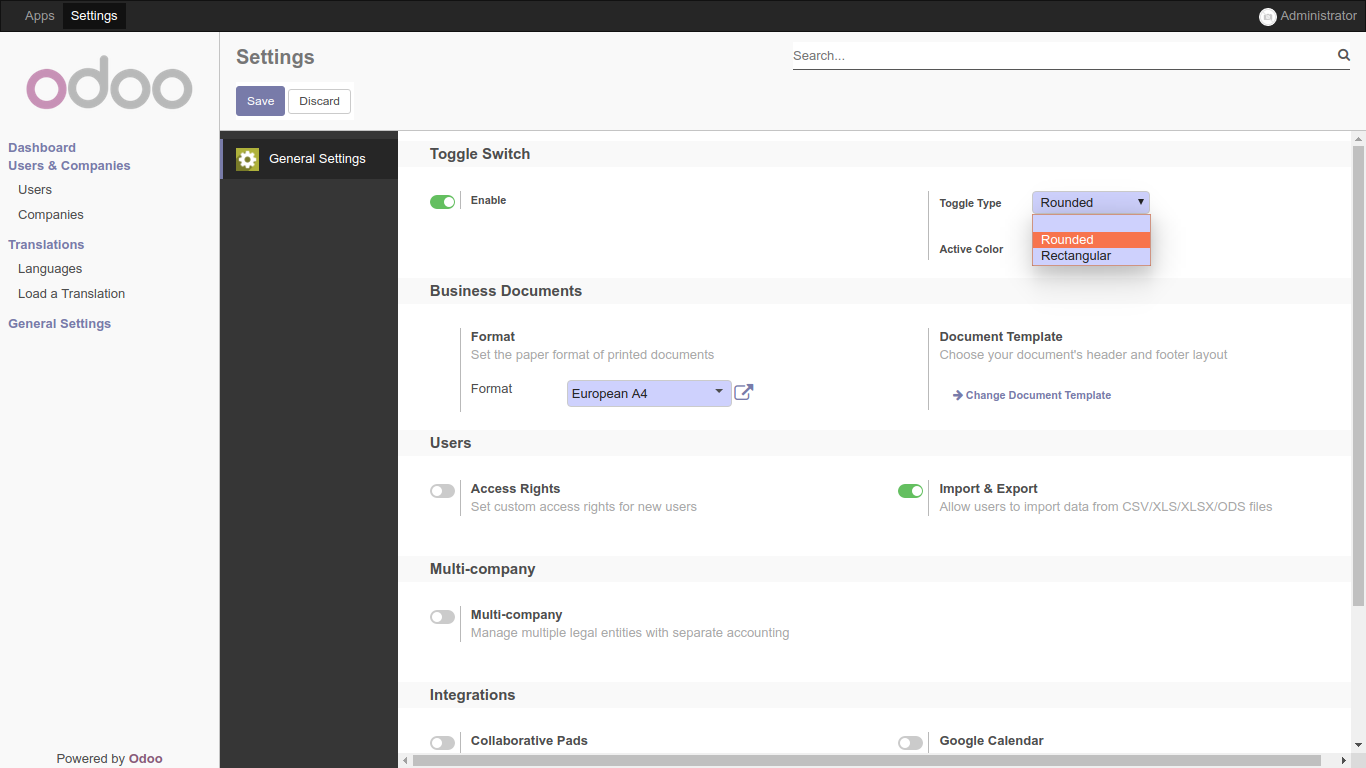 Apps Settings Administrator
odoo
Settings
Search...
Save Discard
Dashboard
Users & Companies
Users
Companies
Translations
Languages
Load a Translation
General Settings
Powered by Odoo
General Settings
Toggle Switch
Enable
Toggle Type Rounded
Rounded
Rectangular
Active Color
Business Documents
Format
Set the paper format of printed documents
Format European A4
Document Template
Choose your document's header and footer layout
Change Document Template
Users
Access Rights
Set custom access rights for new users
Import & Export
Allow users to import data from CSV/XLS/XLSX/ODS files
Multi-company
Multi-company
Manage multiple legal entities with separate accounting
Integrations
Collaborative Pads
Google Calendar